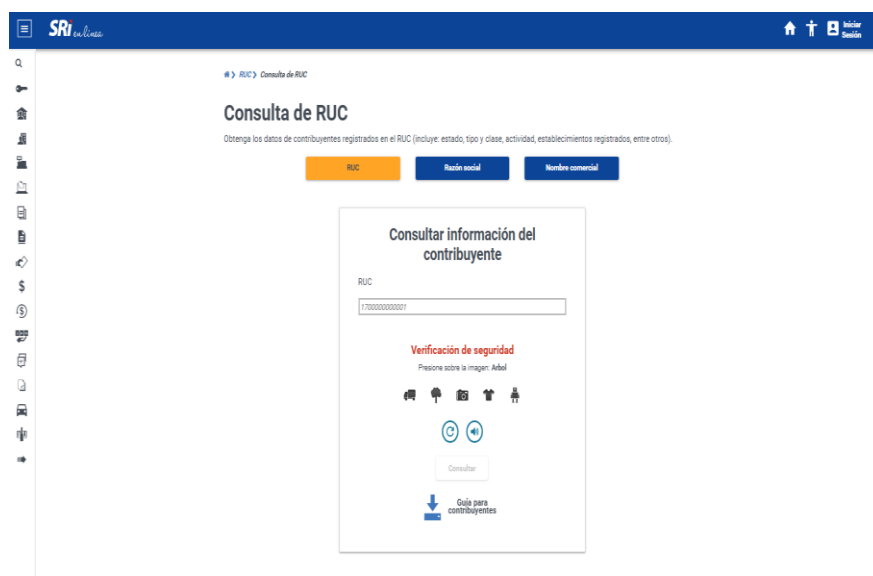 SRi en línea
Iniciar
Sesión
RUC
Consulta de RUC
Consulta de RUC
Obtenga los datos de contribuyentes registrados en el RUC (incluye: estado, tipo y clase, actividad, establecimientos registrados, entre otros).
RUC
Razón social
Nombre comercial
Consultar información del
contribuyente
RUC
1700000000001
Verificación de seguridad
Presione sobre la imagen: Arbol
Consultar
Guía para
contribuyentes